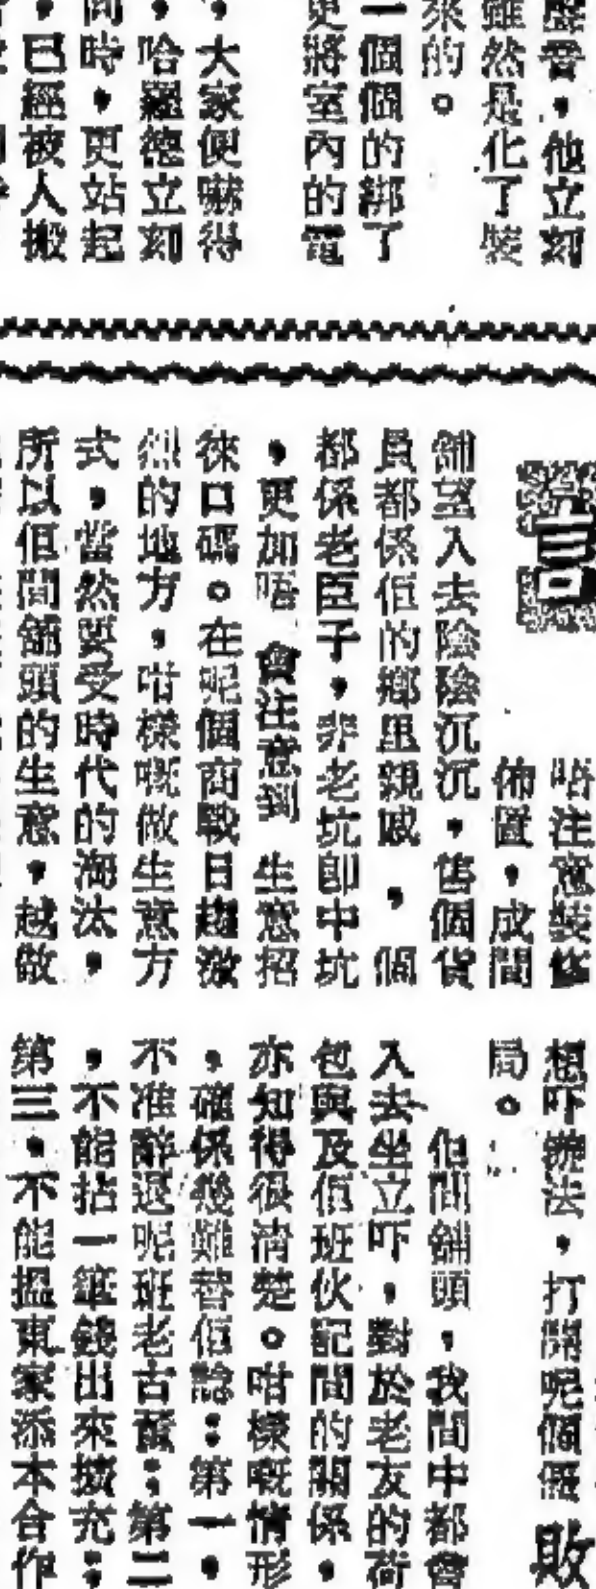 聲音，他立刻
雖然是化了裝
來的。
一個個的綁了
更將室內的電
，大家便嚇得
，哈羅德立刻
同時，更站起
，已經被人搬
言
唔注意裝修
佈置，成間
舖望入去陰陰沉沉，售個貨
員都係佢的鄉里親戚，個
都係老臣子，非老坑即中坑
，更加唔會注意到生意招
徠口碼。在呢個商戰日趨激
烈的地方，咁樣嘅做生意方
式，當然要受時代的淘汰，
所以佢間舖頭的生意，越做
想吓辦法，打開呢個僵
局。
敗
佢間舖頭，我間中都會
入去坐立吓，對於老友的荷
包與及佢班伙記間的關係，
亦知得很清楚。咁樣嘅情形
，確係幾難替佢諗：第一，
不准辭退呢班老古董；第二
，不能拈一筆錢出來擴充；
第三，不能搵東家添本合作